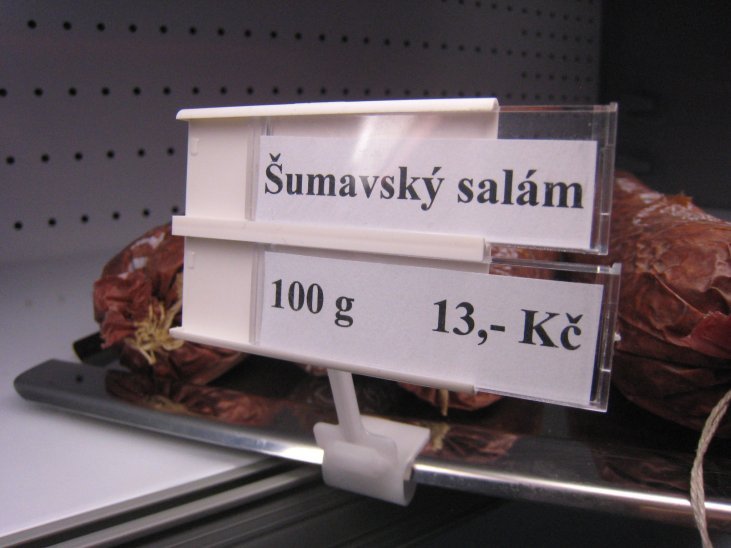 Šumavský salám
100 g 13,- Kč